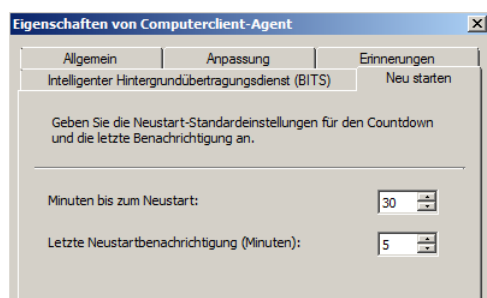 Eigenschaften von Computerclient-Agent
Allgemein
Anpassung
Erinnerungen
Intelligenter Hintergrundübertragungsdienst (BITS)
Neu starten
Geben Sie die Neustart-Standardeinstellungen für den Countdown
und die letzte Benachrichtigung an.
Minuten bis zum Neustart:
30
Letzte Neustartbenachrichtigung (Minuten):
5